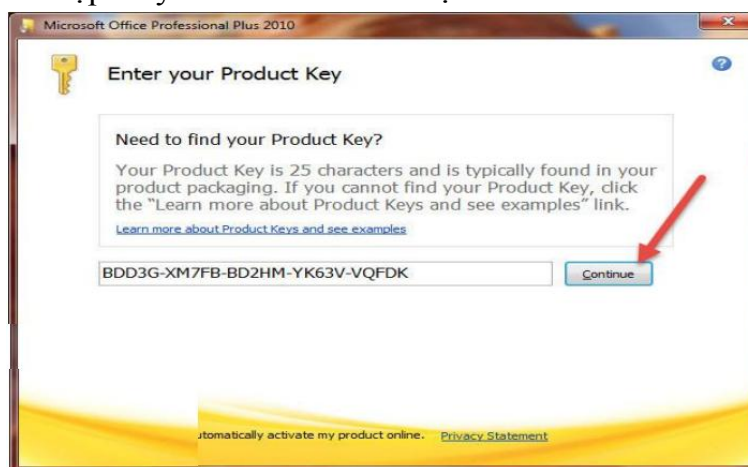 Microsoft Office Professional Plus 2010
Enter your Product Key
Need to find your Product Key?
Your Product Key is 25 characters and is typically found in your
product packaging. If you cannot find your Product Key, click
the "Learn more about Product Keys and see examples" link.
Learn more about Product Keys and see examples
BDD3G-XM7FB-BD2HM-YK63V-VQFDK
Continue
activate my product online. Privacy Statement